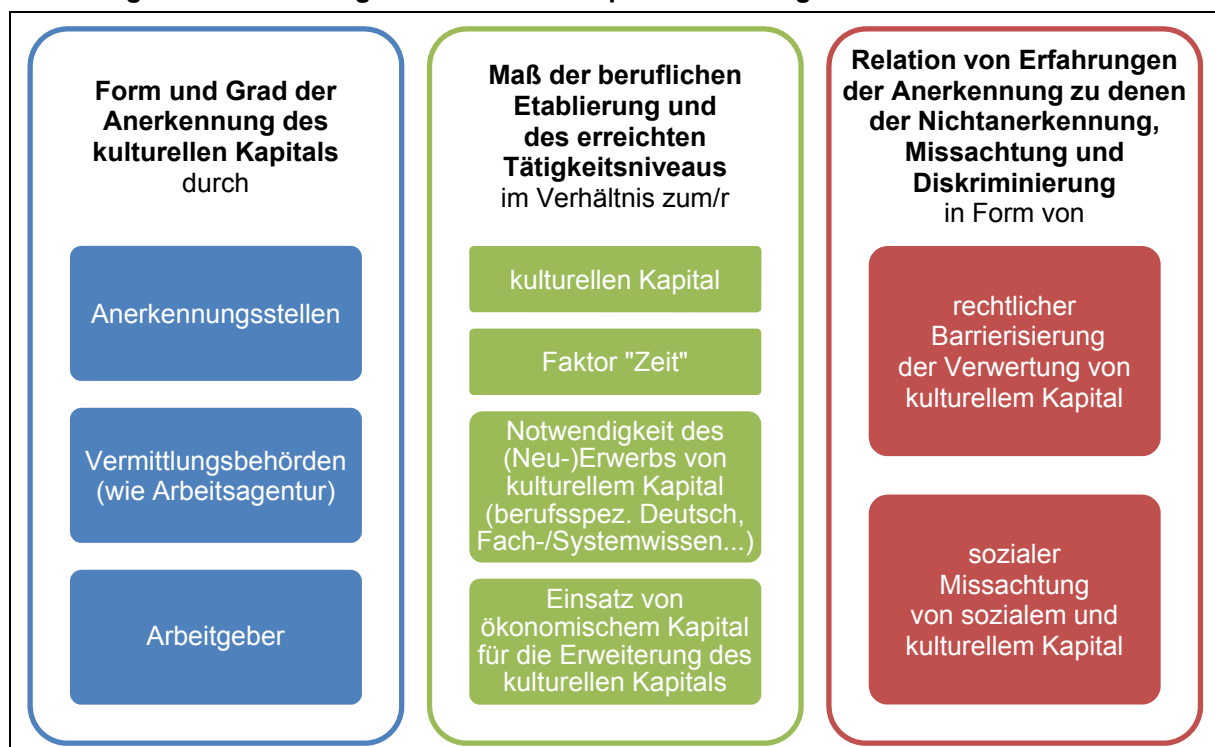 Form und Grad der
Anerkennung des
kulturellen Kapitals
durch
Anerkennungsstellen
Vermittlungsbehörden
(wie Arbeitsagentur)
Arbeitgeber
Maß der beruflichen
Etablierung und
des erreichten
Tätigkeitsniveaus
im Verhältnis zum/r
kulturellen Kapital
Faktor "Zeit"
Notwendigkeit des
(Neu-)Erwerbs von
kulturellem Kapital
(berufsspez. Deutsch,
Fach-/Systemwissen...)
Einsatz von
ökonomischem Kapital
für die Erweiterung des
kulturellen Kapitals
Relation von Erfahrungen
der Anerkennung zu denen
der Nichtanerkennung,
Missachtung und
Diskriminierung
in Form von
rechtlicher
Barrierisierung
der Verwertung von
kulturellem Kapital
sozialer
Missachtung
von sozialem und
kulturellem Kapital